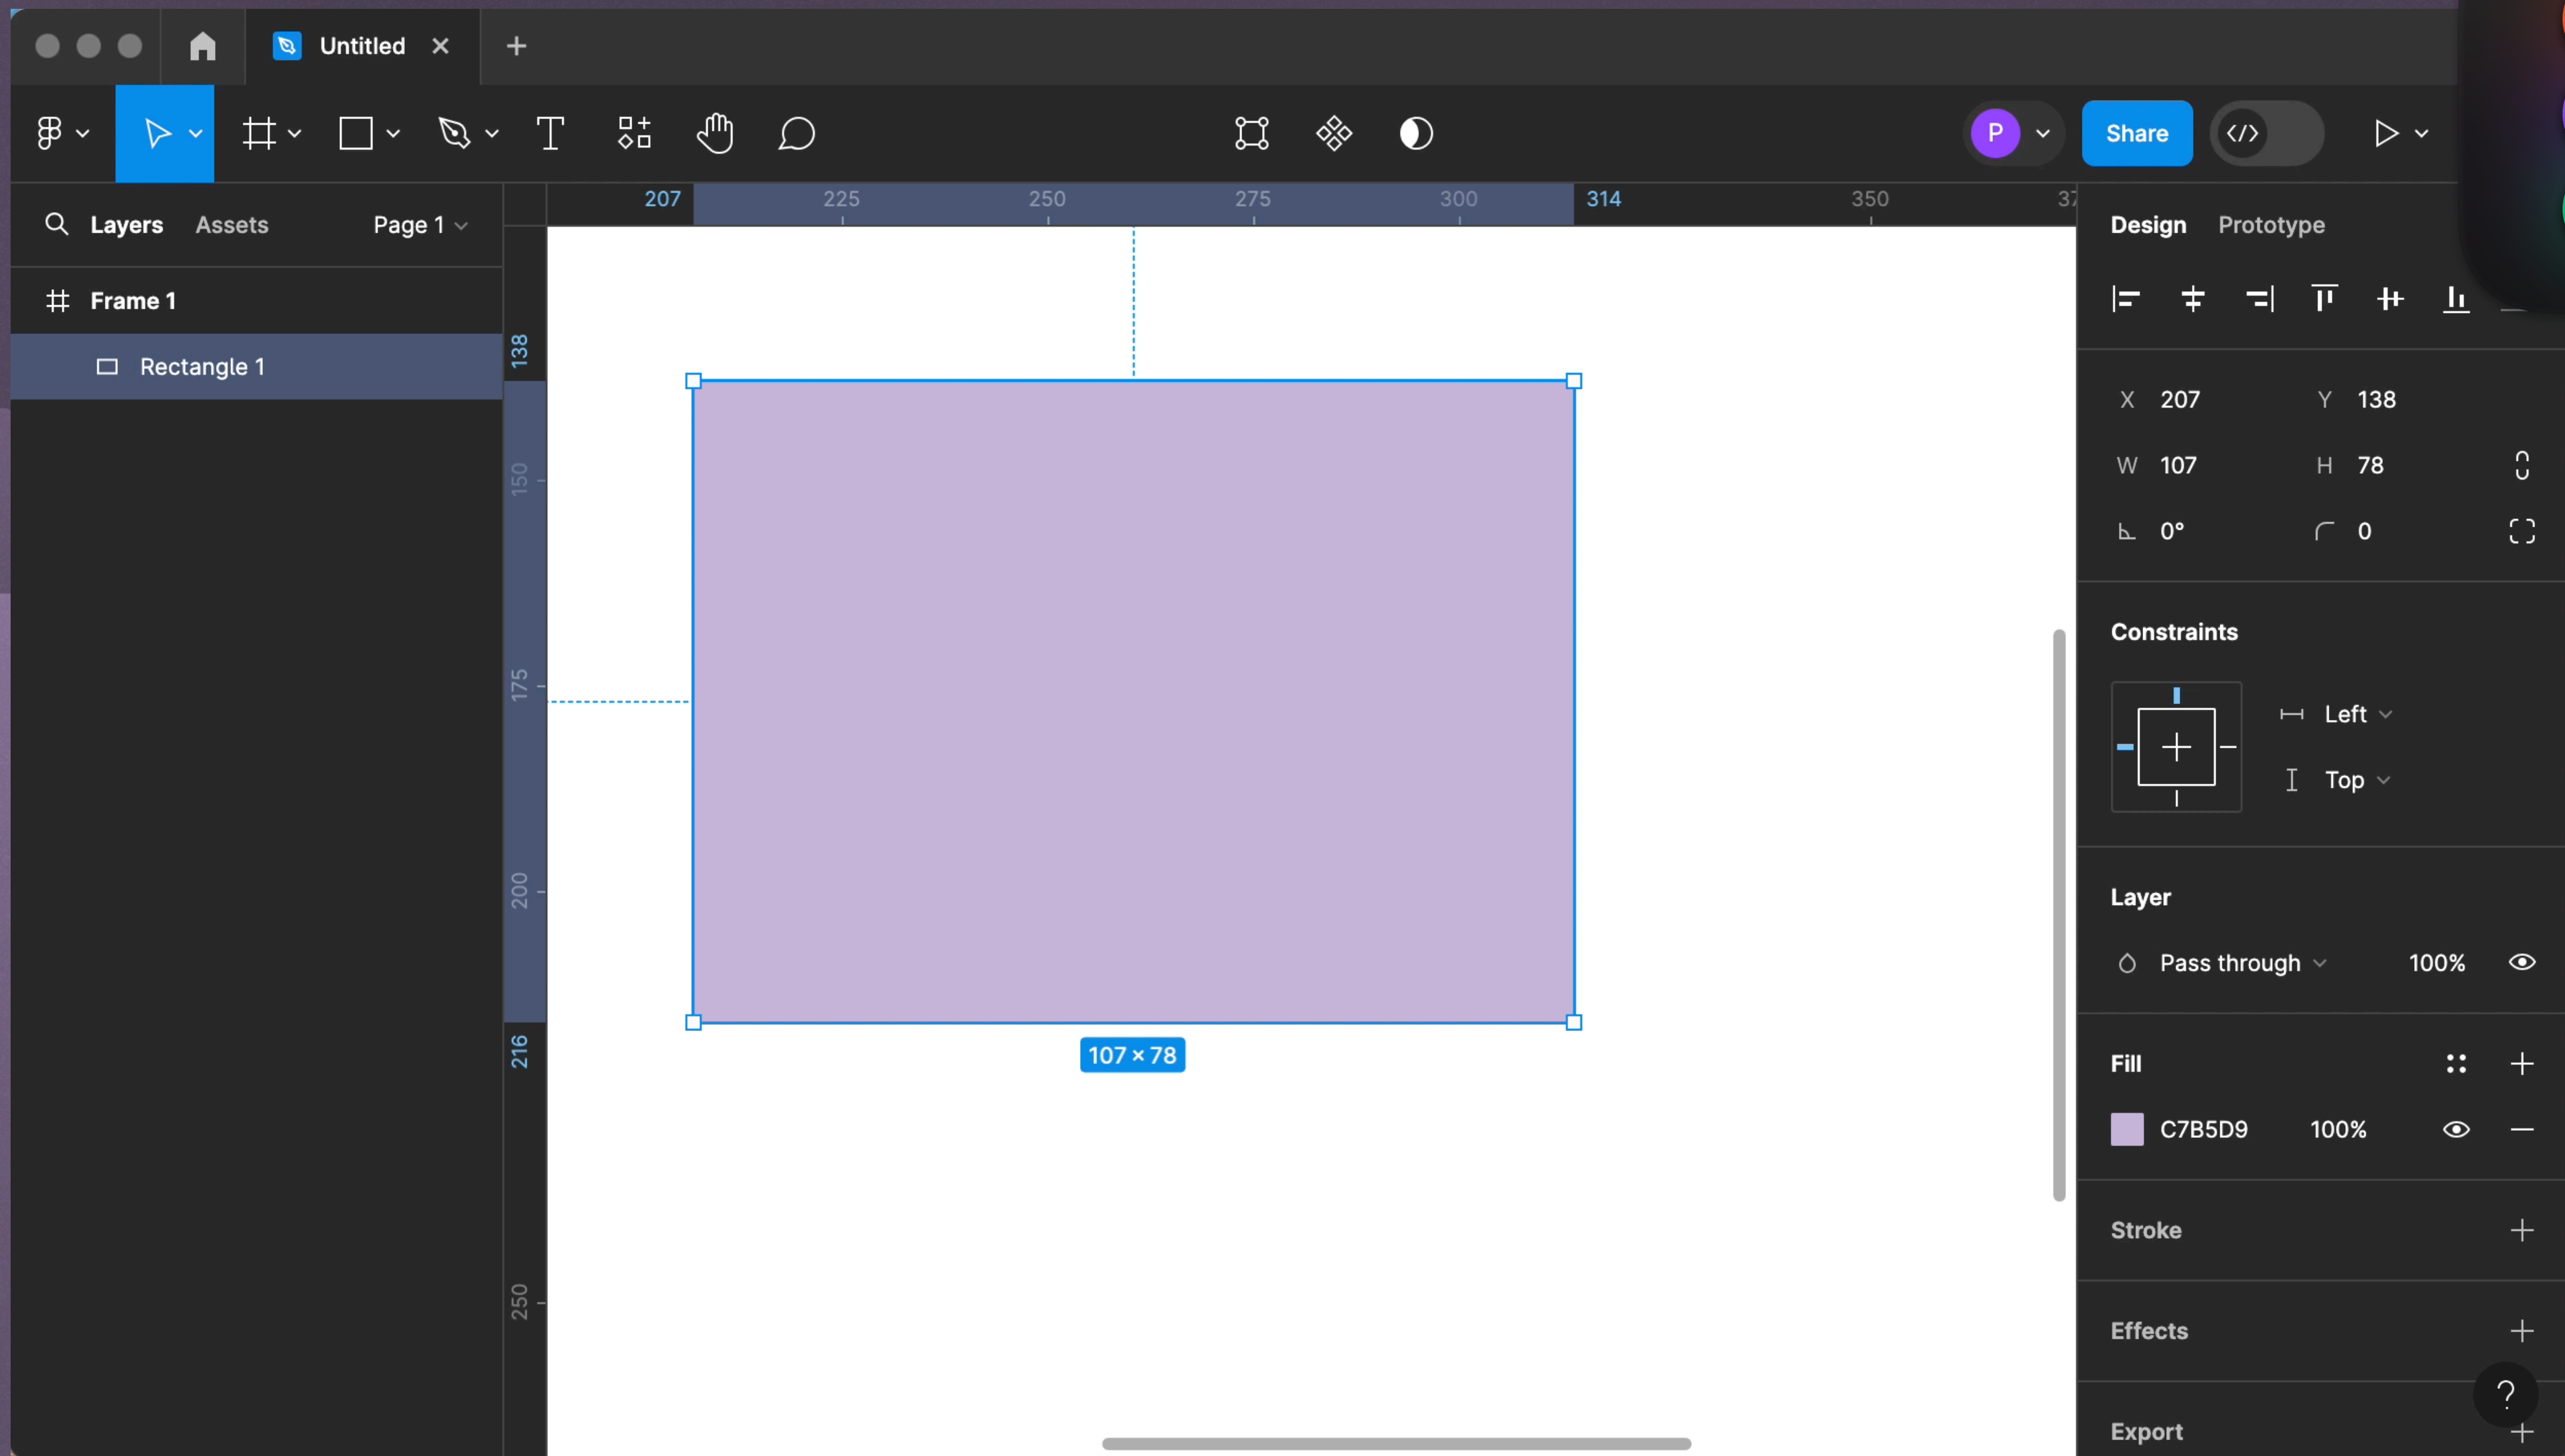 Untitled
P
Share
Layers Assets Page 1
207 225 250 275 300 314 350
Design Prototype
Frame 1
Rectangle 1
138
150
175
200
216
250
107 × 78
X 207 Y 138
W 107 H 78
0° 0
Constraints
Left
Top
Layer
Pass through 100%
Fill
C7B5D9 100%
Stroke
Effects
?
Export